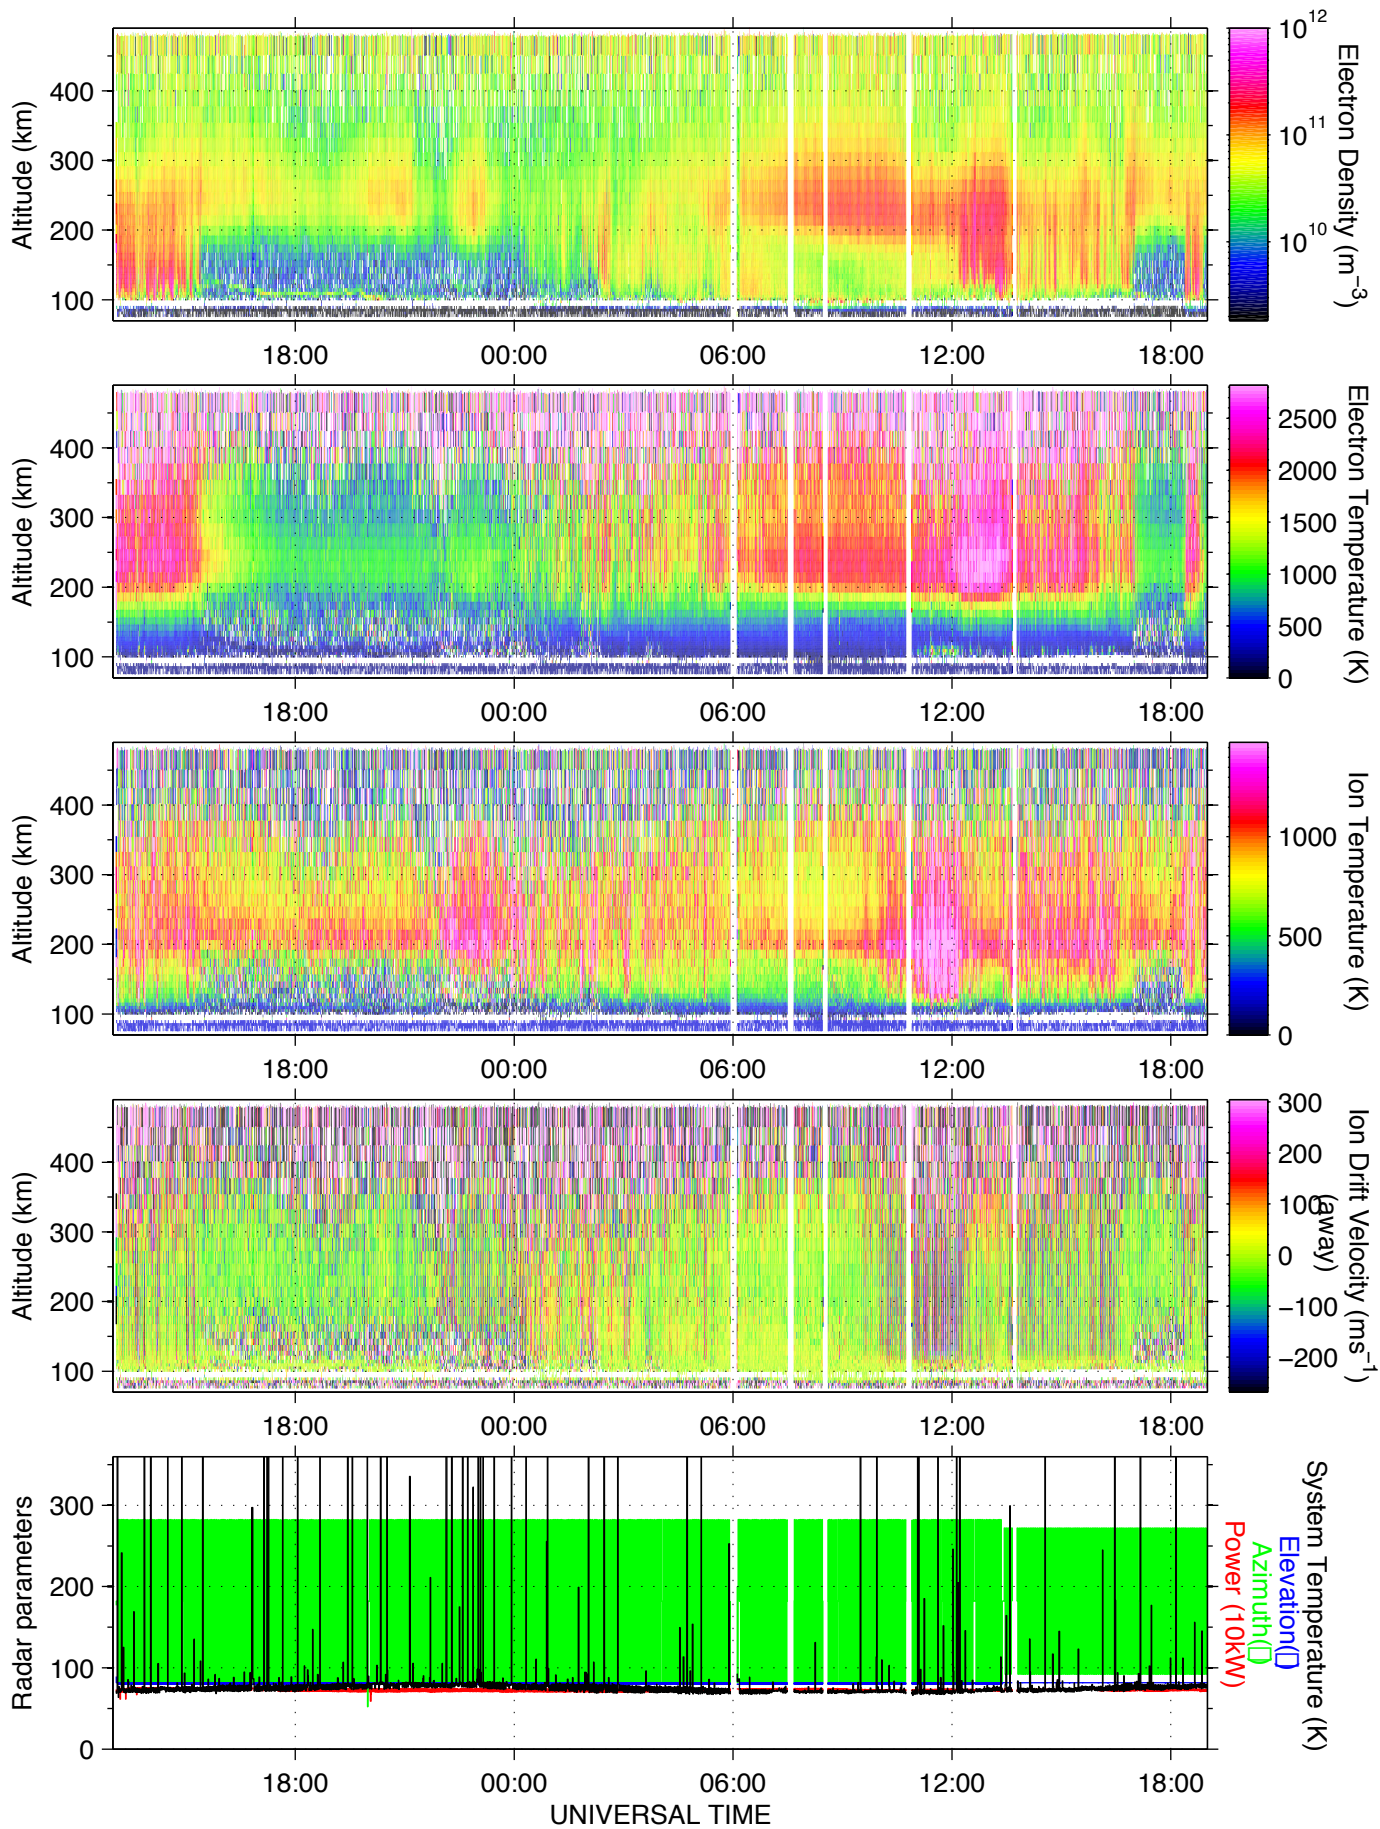 Altitude (km)
400
300
200
100
18:00 00:00 06:00 12:00 18:00
10^12
10^11
10^10
Electron Density (m^−3)
Altitude (km)
400
300
200
100
18:00 00:00 06:00 12:00 18:00
2500
2000
1500
1000
500
0
Electron Temperature (K)
Altitude (km)
400
300
200
100
18:00 00:00 06:00 12:00 18:00
1000
500
0
Ion Temperature (K)
Altitude (km)
400
300
200
100
18:00 00:00 06:00 12:00 18:00
300
200
100
0
−100
−200
Ion Drift Velocity (ms^−1)
(away)
Radar parameters
300
200
100
0
18:00 00:00 06:00 12:00 18:00
UNIVERSAL TIME
System Temperature (K)
Elevation(▯)
Azimuth(▯)
Power (10kW)